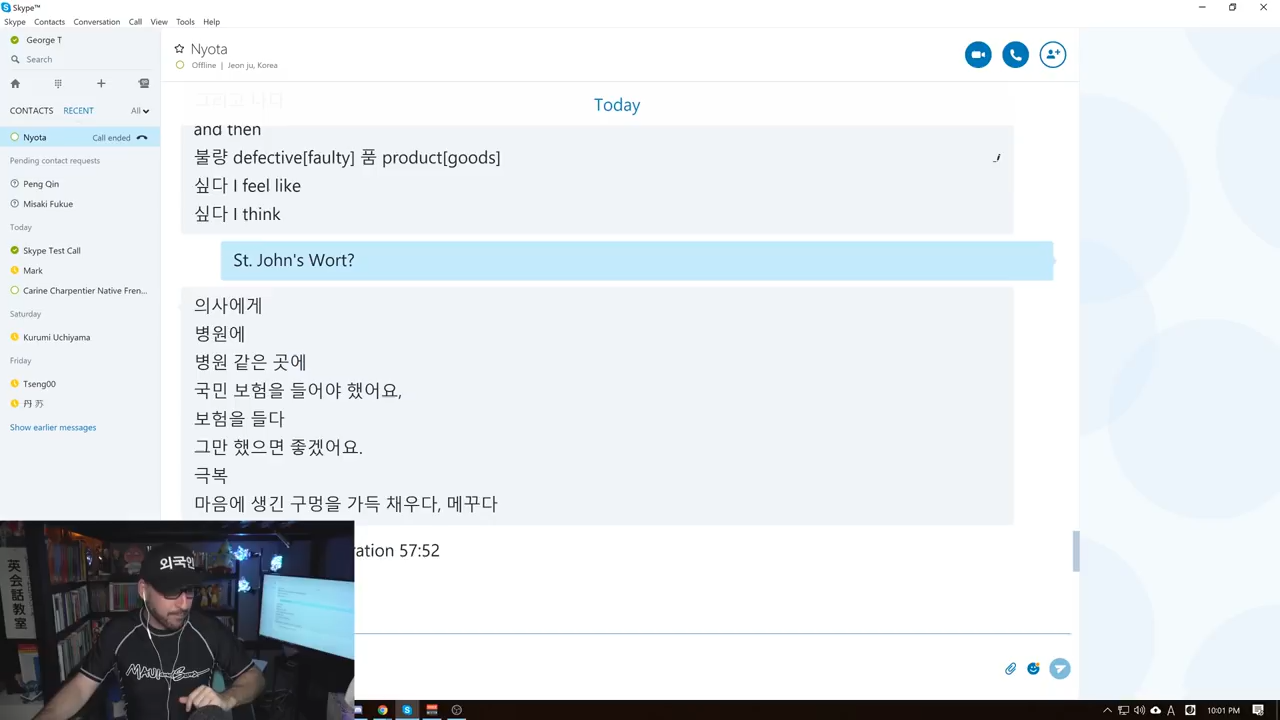 Skype™
Skype Contacts Conversation Call View Tools Help
George T
Search
CONTACTS RECENT All
Nyota Call ended
Pending contact requests
Peng Qin
Misaki Fukue
Today
Skype Test Call
Mark
Carine Charpentier Native Fren...
Saturday
Kurumi Uchiyama
Friday
Tseng00
丹 苏
Show earlier messages
Nyota
Offline | Jeon ju, Korea
Today
and then
불량 defective[faulty] 품 product[goods]
싶다 I feel like
싶다 I think
St. John's Wort?
의사에게
병원에
병원 같은 곳에
국민 보험을 들어야 했어요,
보험을 들다
그만 했으면 좋겠어요.
극복
마음에 생긴 구멍을 가득 채우다, 메꾸다
ration 57:52
외국인
英会話教室
10:01 PM